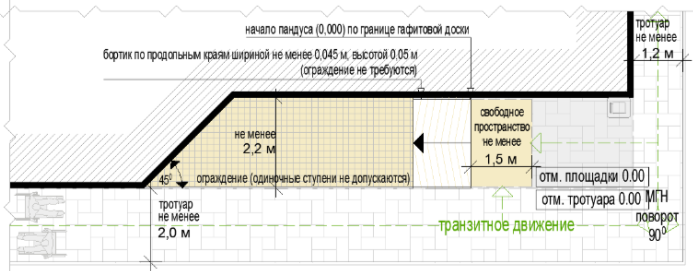 начало пандуса (0,000) по границе гафитовой доски
тротуар
не менее
1,2 м
бортик по продольным краям шириной не менее 0,045 м, высотой 0,05 м
(ограждение не требуются)
не менее
2,2 м
свободное
пространство
не менее
1,5 м
45⁰
ограждение (одиночные ступени не допускаются)
отм. площадки 0.00
отм. тротуара 0.00
МГН
поворот
90⁰
тротуар
не менее
2,0 м
транзитное движение